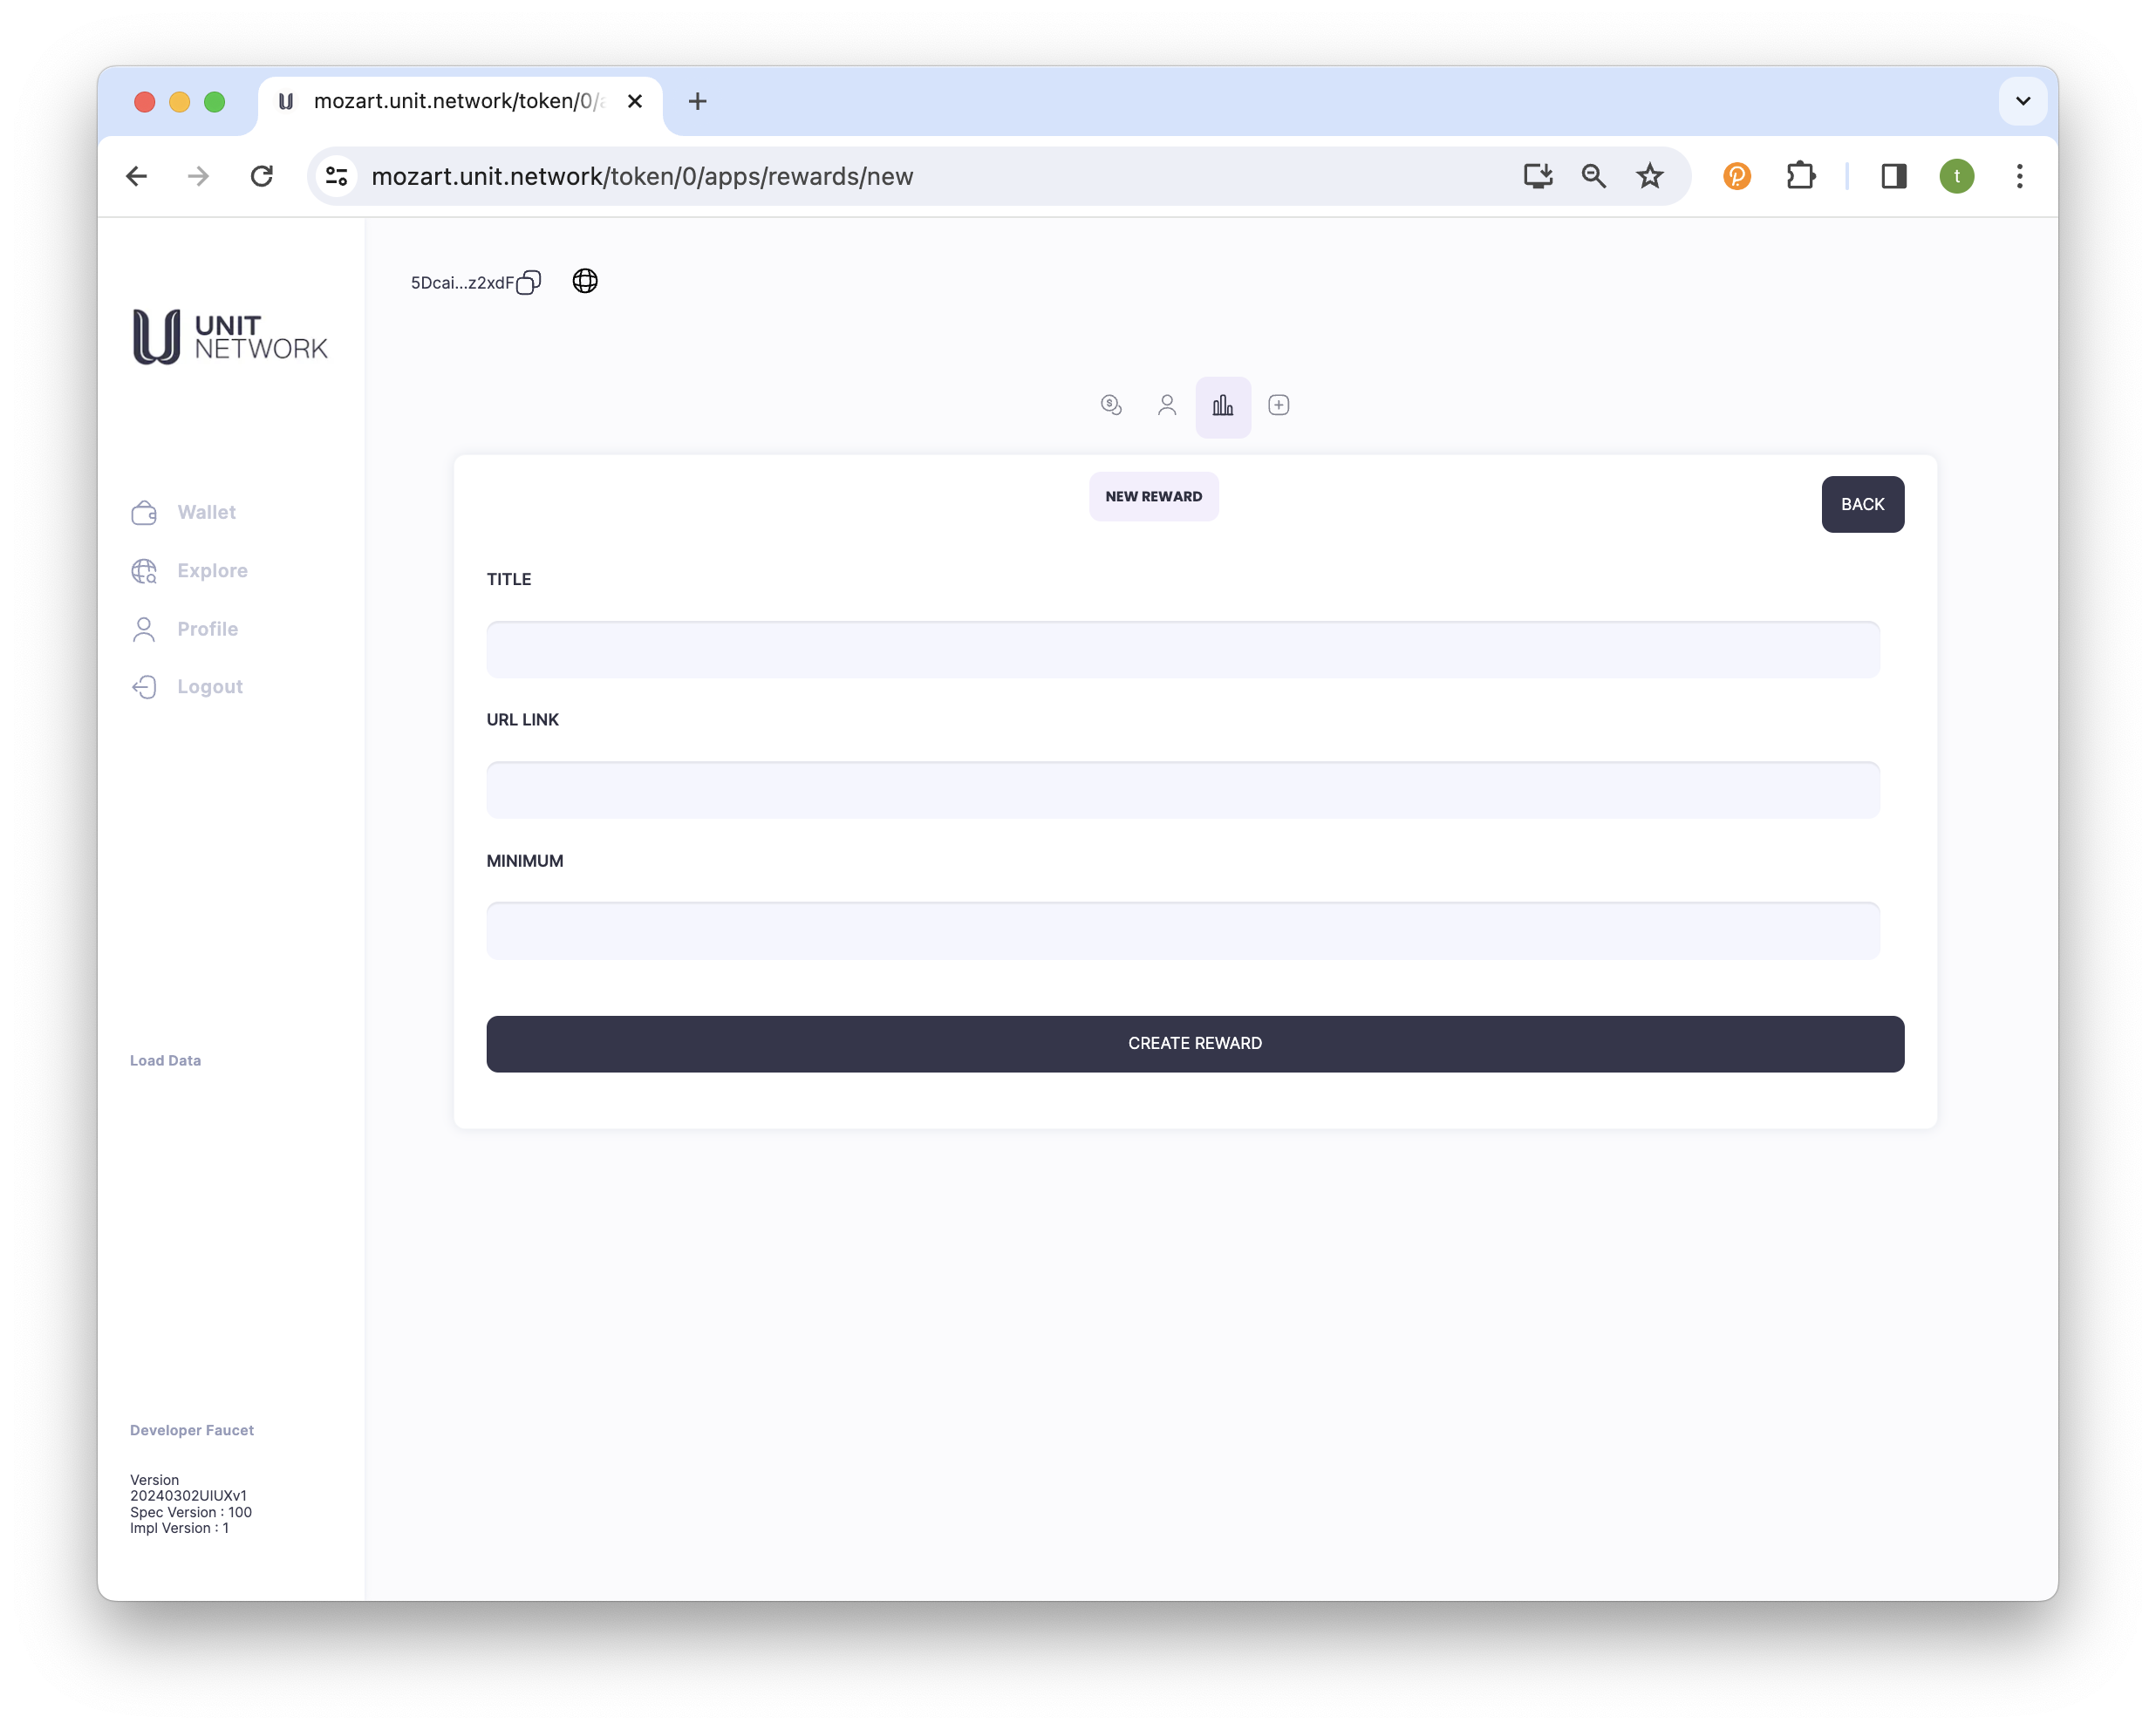 mozart.unit.network/token/0/a
mozart.unit.network/token/0/apps/rewards/new
t
5Dcai...z2xdF
UNIT
NETWORK
NEW REWARD
BACK
Wallet
Explore
Profile
Logout
TITLE
URL LINK
MINIMUM
CREATE REWARD
Load Data
Developer Faucet
Version
20240302UIUXv1
Spec Version : 100
Impl Version : 1